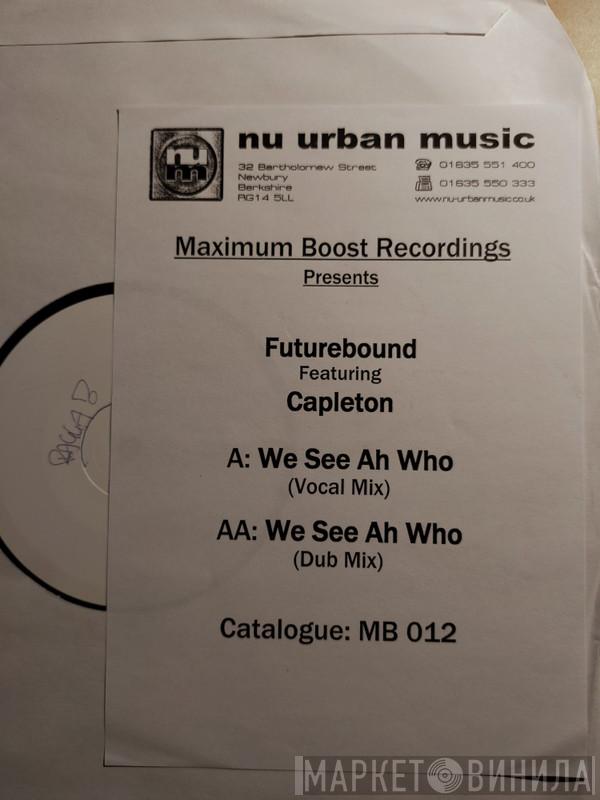 nu urban music
32 Bartholomew Street
Newbury
Berkshire
RG14 5LL
01635 551 400
01635 550 333
www.nu-urbanmusic.co.uk
Maximum Boost Recordings
Presents
Futurebound
Featuring
Capleton
A: We See Ah Who
(Vocal Mix)
AA: We See Ah Who
(Dub Mix)
Catalogue: MB 012
МАРКЕТ ВИНИЛА